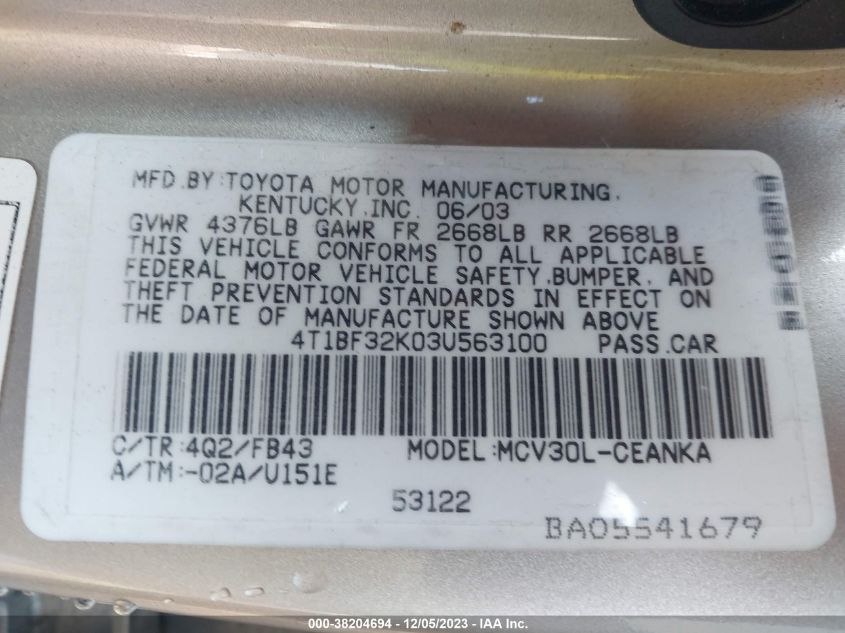 MFD.BY:TOYOTA MOTOR MANUFACTURING,
KENTUCKY,INC. 06/03
GVWR 4376LB GAWR FR 2668LB RR 2668LB
THIS VEHICLE CONFORMS TO ALL APPLICABLE
FEDERAL MOTOR VEHICLE SAFETY,BUMPER, AND
THEFT PREVENTION STANDARDS IN EFFECT ON
THE DATE OF MANUFACTURE SHOWN ABOVE
4T1BF32K03U563100 PASS.CAR
C/TR:4Q2/FB43 MODEL:MCV30L-CEANKA
A/TM:-02A/U151E
53122
BA05541679
000-38204694 - 12/05/2023 - IAA Inc.